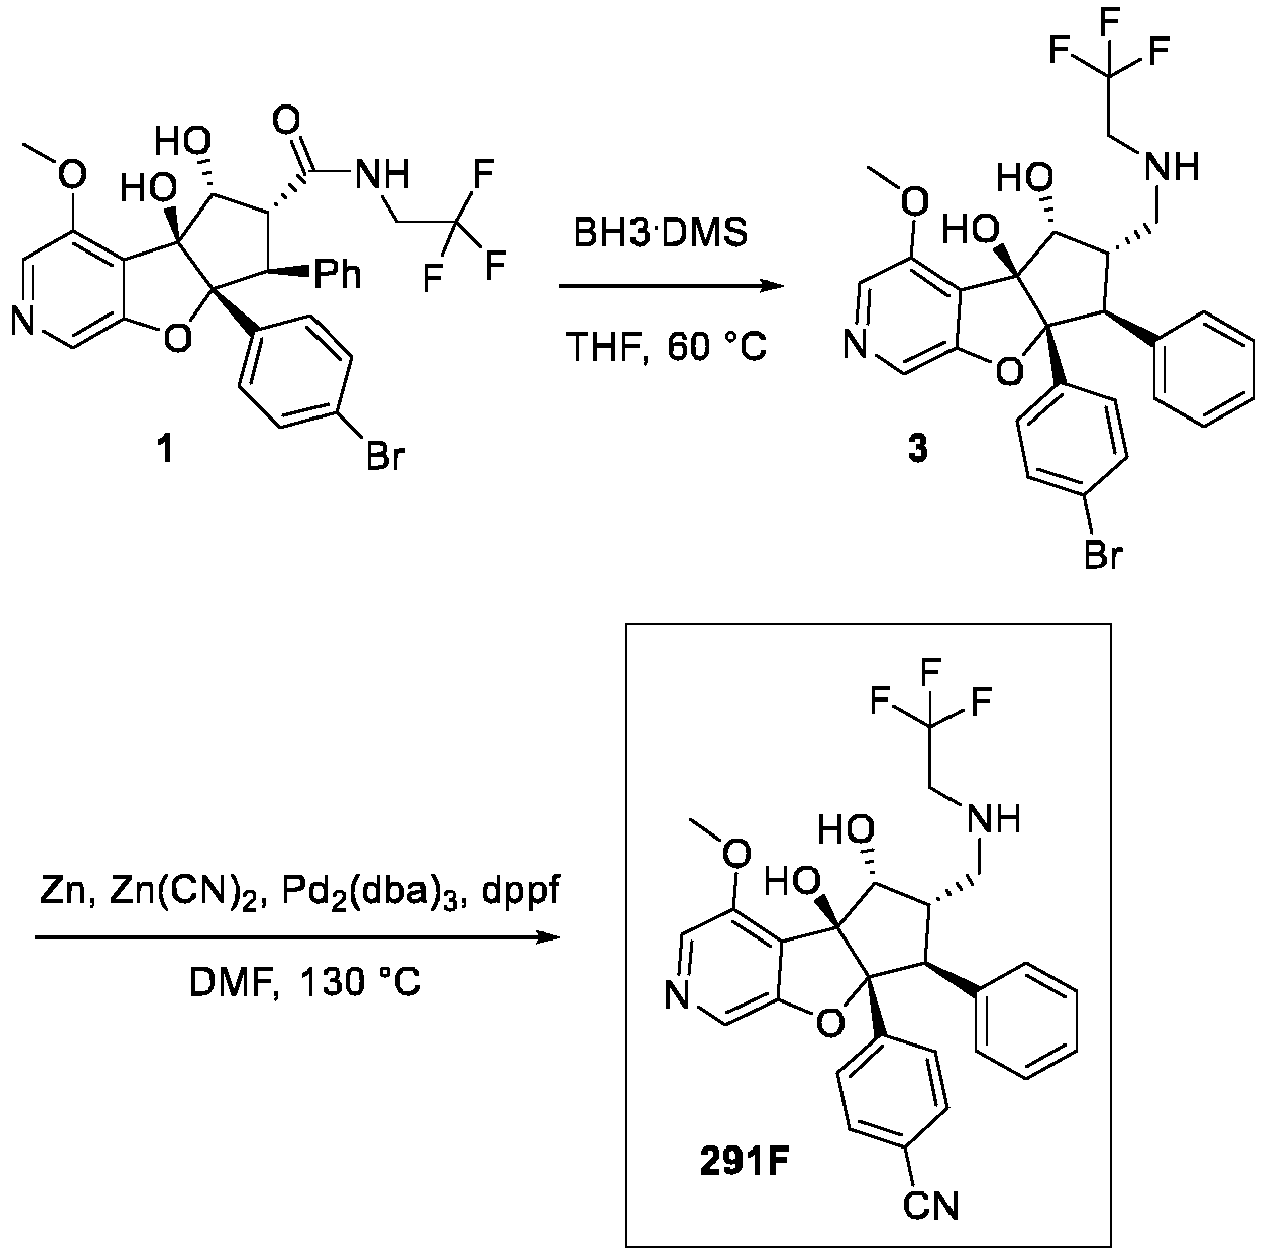 O
HO
HO
O
NH
F
F
F
Ph
N
O
Br
1
BH3·DMS
THF, 60 °C
F
F
F
NH
HO
HO
O
N
O
Br
3
Zn, Zn(CN)2, Pd2(dba)3, dppf
DMF, 130 °C
F
F
F
NH
HO
HO
O
N
O
CN
291F